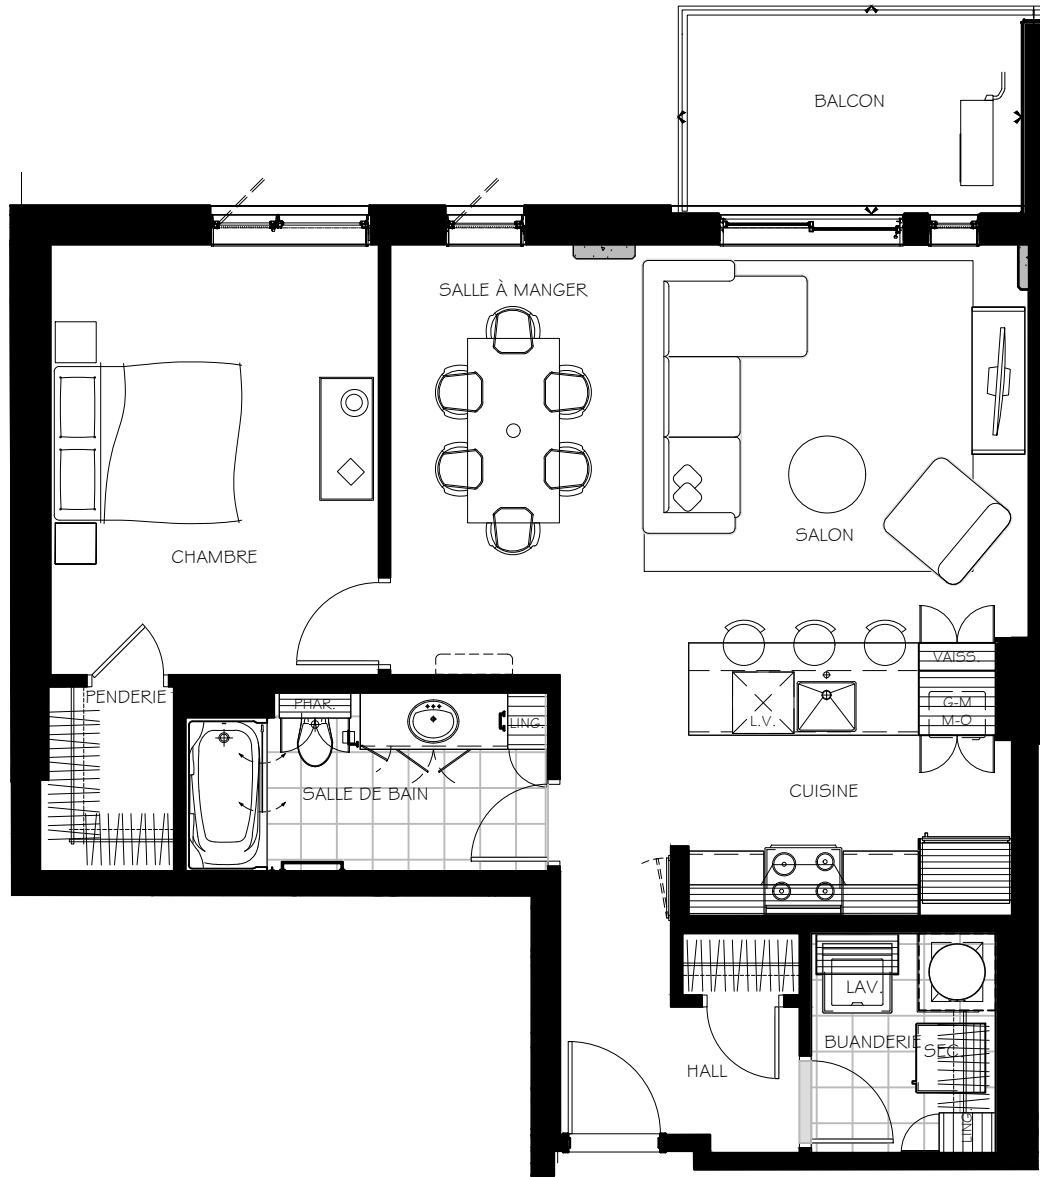 BALCON
SALLE À MANGER
SALON
CHAMBRE
VAISS.
PENDERIE
PHAR.
LING.
L.V.
G-M
M-O
SALLE DE BAIN
CUISINE
LAV.
BUANDERIE
SEC.
HALL
LING.